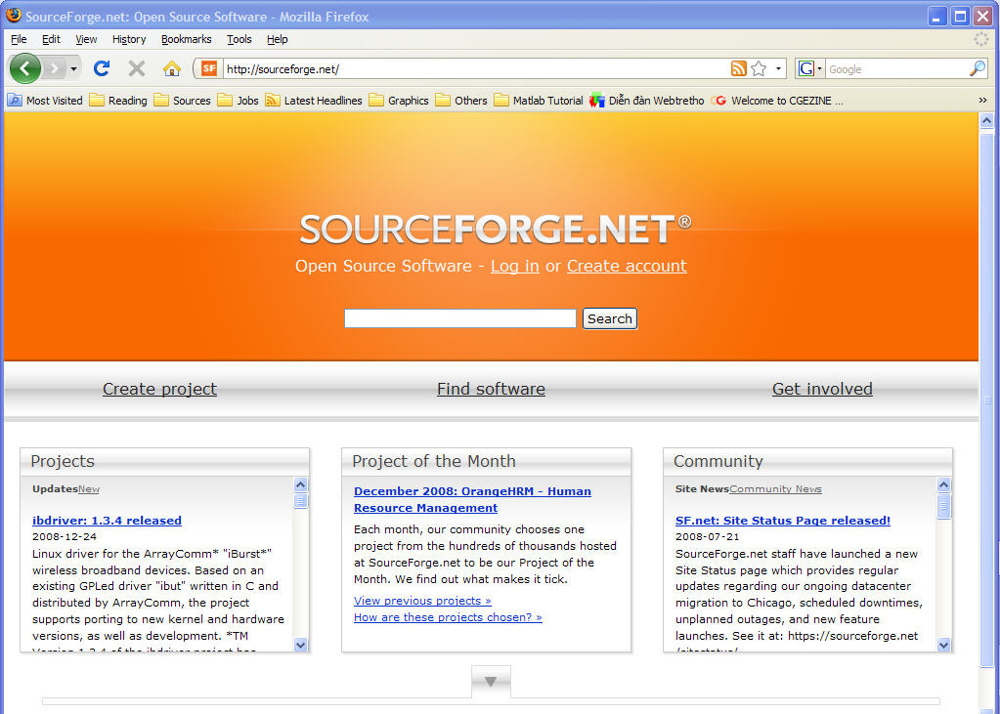 SourceForge.net: Open Source Software - Mozilla Firefox
File Edit View History Bookmarks Tools Help
SF http://sourceforge.net/ G Google
Most Visited Reading Sources Jobs Latest Headlines Graphics Others Matlab Tutorial Diễn đàn Webtretho G Welcome to CGEZINE ... »
SOURCEFORGE.NET®
Open Source Software - Log in or Create account
Search
Create project Find software Get involved
Projects
UpdatesNew
ibdriver: 1.3.4 released
2008-12-24
Linux driver for the ArrayComm* "iBurst*"
wireless broadband devices. Based on an
existing GPLed driver "ibut" written in C and
distributed by ArrayComm, the project
supports porting to new kernel and hardware
versions, as well as development. *TM
Version 1.3.4 of the ibdriver project has
Project of the Month
December 2008: OrangeHRM - Human
Resource Management
Each month, our community chooses one
project from the hundreds of thousands hosted
at SourceForge.net to be our Project of the
Month. We find out what makes it tick.
View previous projects »
How are these projects chosen? »
Community
Site NewsCommunity News
SF.net: Site Status Page released!
2008-07-21
SourceForge.net staff have launched a new
Site Status page which provides regular
updates regarding our ongoing datacenter
migration to Chicago, scheduled downtimes,
unplanned outages, and new feature
launches. See it at: https://sourceforge.net
/sitestatus/